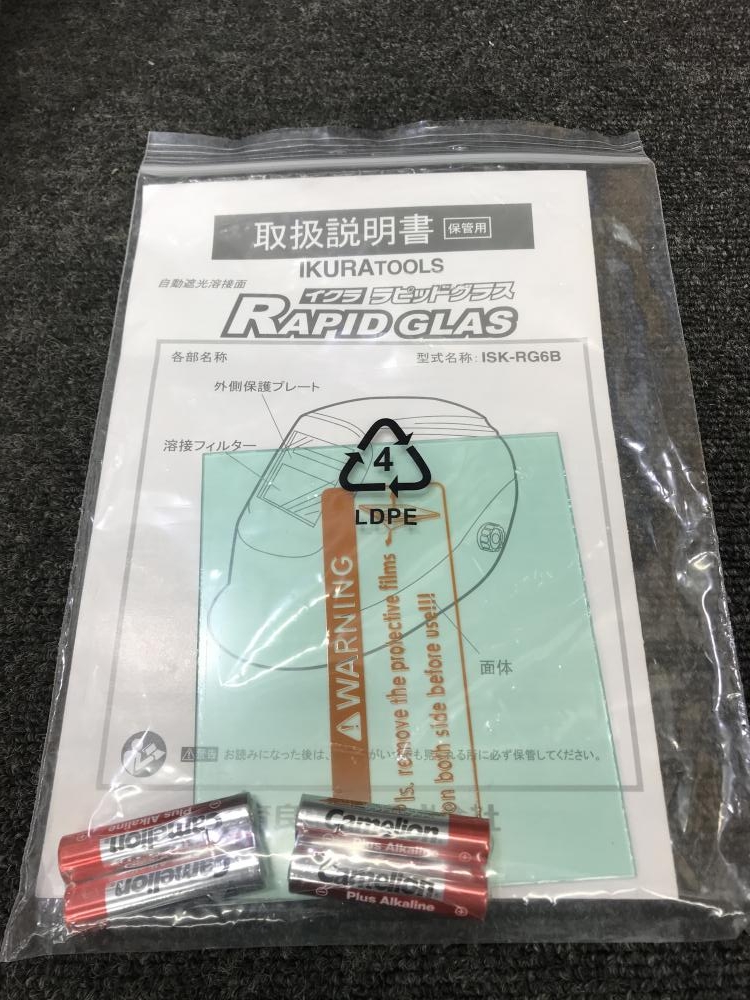 取扱説明書 保管用
IKURATOOLS
自動遮光溶接面
イクラ ラピッドグラス
RAPID GLAS
各部名称 型式名称：ISK-RG6B
外側保護プレート
溶接フィルター
4
LDPE
面体
WARNING
Pls. remove the protective films
on both side before use!!!
お読みになった後は、
必ず保管してください。
Plus Alkaline
Camelion
Camelion
Camelion
Plus Alkaline
Camelion
Plus Alkaline